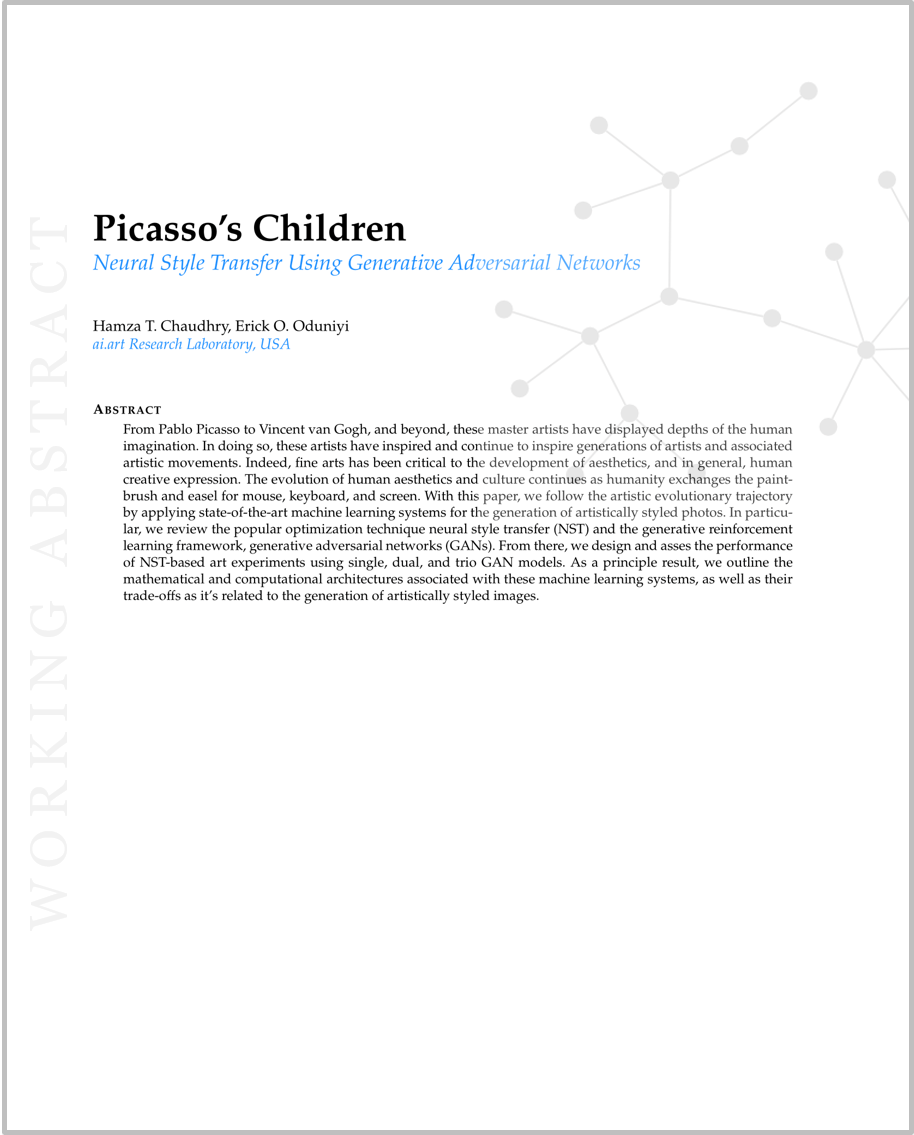 Picasso's Children
Neural Style Transfer Using Generative Adversarial Networks
Hamza T. Chaudhry, Erick O. Oduniyi
ai.art Research Laboratory, USA
ABSTRACT
From Pablo Picasso to Vincent van Gogh, and beyond, these master artists have displayed depths of the human
imagination. In doing so, these artists have inspired and continue to inspire generations of artists and associated
artistic movements. Indeed, fine arts has been critical to the development of aesthetics, and in general, human
creative expression. The evolution of human aesthetics and culture continues as humanity exchanges the paint-
brush and easel for mouse, keyboard, and screen. With this paper, we follow the artistic evolutionary trajectory
by applying state-of-the-art machine learning systems for the generation of artistically styled photos. In particu-
lar, we review the popular optimization technique neural style transfer (NST) and the generative reinforcement
learning framework, generative adversarial networks (GANs). From there, we design and asses the performance
of NST-based art experiments using single, dual, and trio GAN models. As a principle result, we outline the
mathematical and computational architectures associated with these machine learning systems, as well as their
trade-offs as it's related to the generation of artistically styled images.
WORKING ABSTRACT